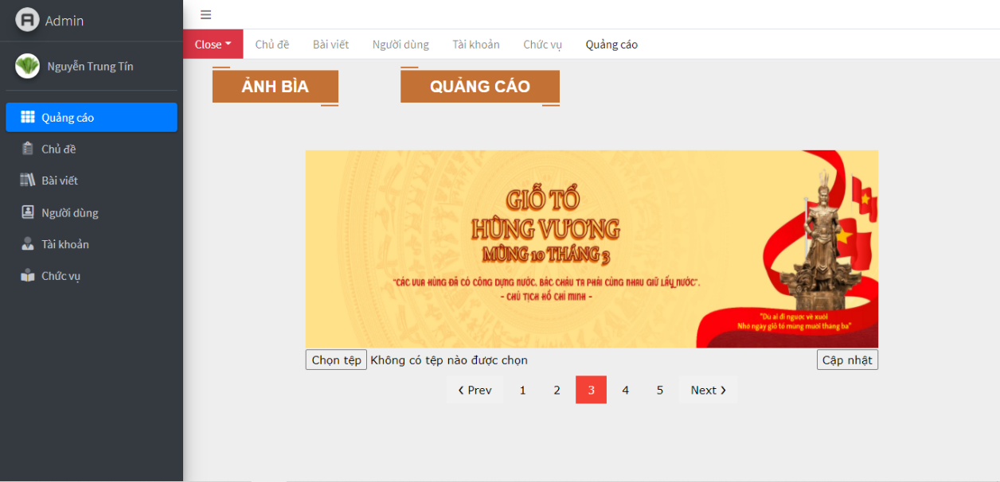 Admin
Close Chủ đề Bài viết Người dùng Tài khoản Chức vụ Quảng cáo
Nguyễn Trung Tín
Quảng cáo
Chủ đề
Bài viết
Người dùng
Tài khoản
Chức vụ
ẢNH BÌA QUẢNG CÁO
GIỖ TỔ
HÙNG VƯƠNG
MÙNG 10 THÁNG 3
"CÁC VUA HÙNG ĐÃ CÓ CÔNG DỰNG NƯỚC. BÁC CHÁU TA PHẢI CÙNG NHAU GIỮ LẤY NƯỚC".
- CHỦ TỊCH HỒ CHÍ MINH -
"Dù ai đi ngược về xuôi
Nhớ ngày giỗ tổ mùng mười tháng ba"
Chọn tệp Không có tệp nào được chọn Cập nhật
‹ Prev 1 2 3 4 5 Next ›